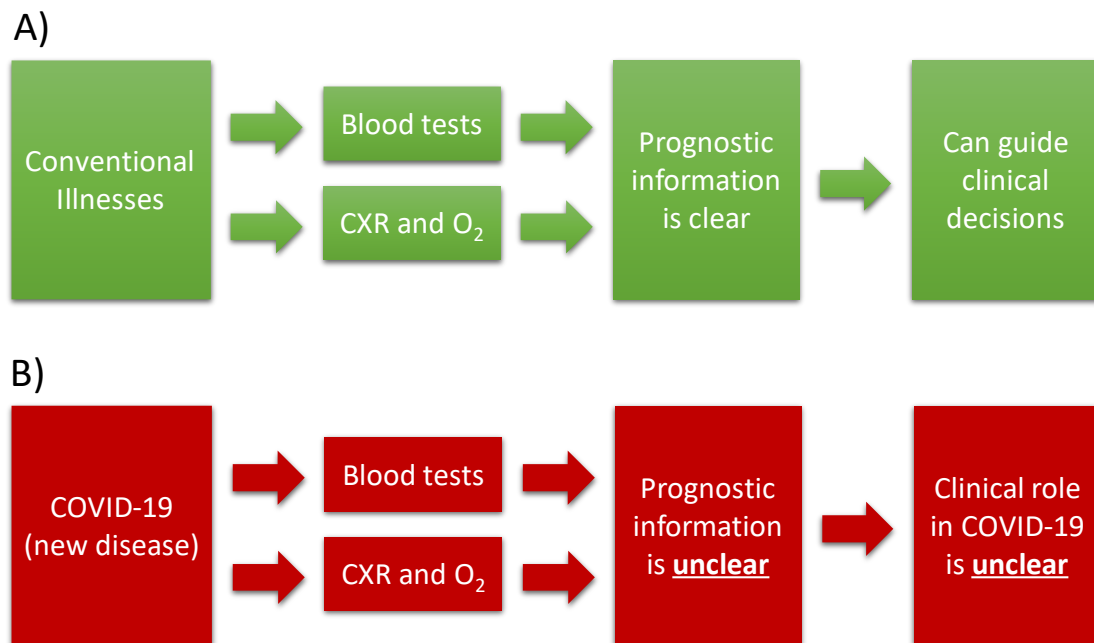 A)
Conventional
Illnesses
Blood tests
CXR and O₂
Prognostic
information
is clear
Can guide
clinical
decisions
B)
COVID-19
(new disease)
Blood tests
CXR and O₂
Prognostic
information
is unclear
Clinical role
in COVID-19
is unclear